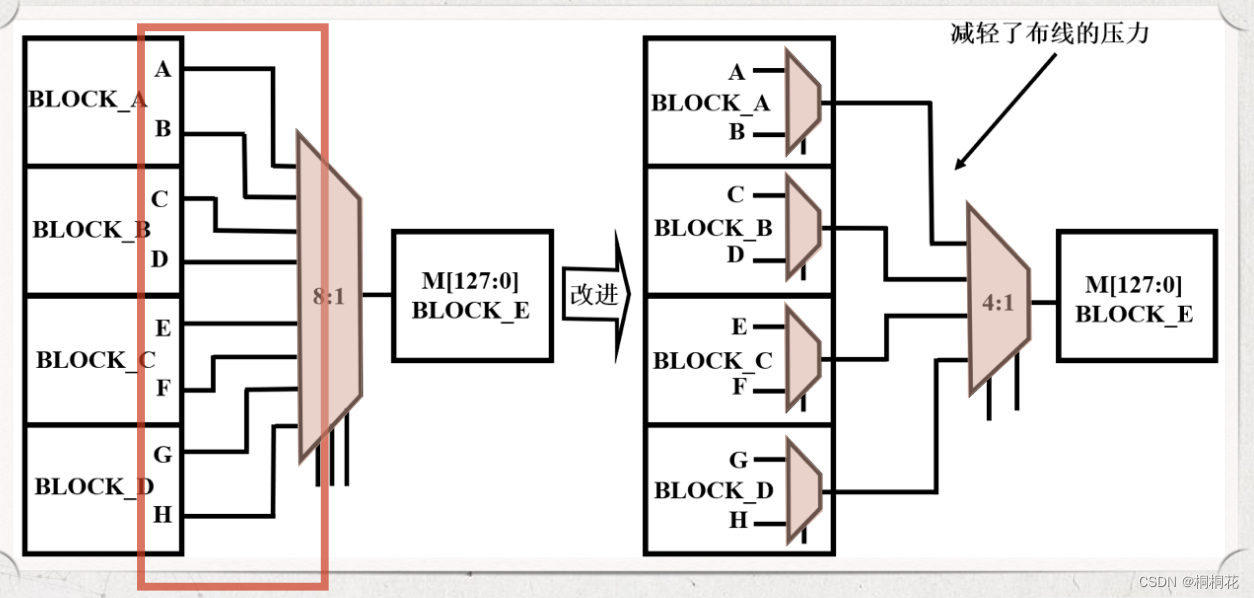 减轻了布线的压力
A
BLOCK_A
B
C
BLOCK_B
D
E
BLOCK_C
F
G
BLOCK_D
H
8:1
M[127:0]
BLOCK_E
改进
A
BLOCK_A
B
C
BLOCK_B
D
E
BLOCK_C
F
G
BLOCK_D
H
4:1
M[127:0]
BLOCK_E
CSDN @桐桐花